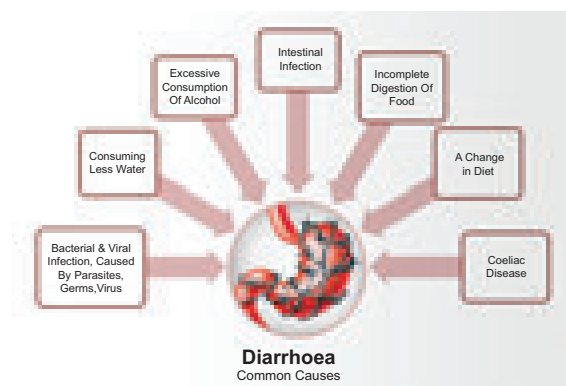 Intestinal
Infection
Excessive
Consumption
Of Alcohol
Incomplete
Digestion Of
Food
Consuming
Less Water
A Change
in Diet
Bacterial & Viral
Infection, Caused
By Parasites,
Germs,Virus
Coeliac
Disease
Diarrhoea
Common Causes